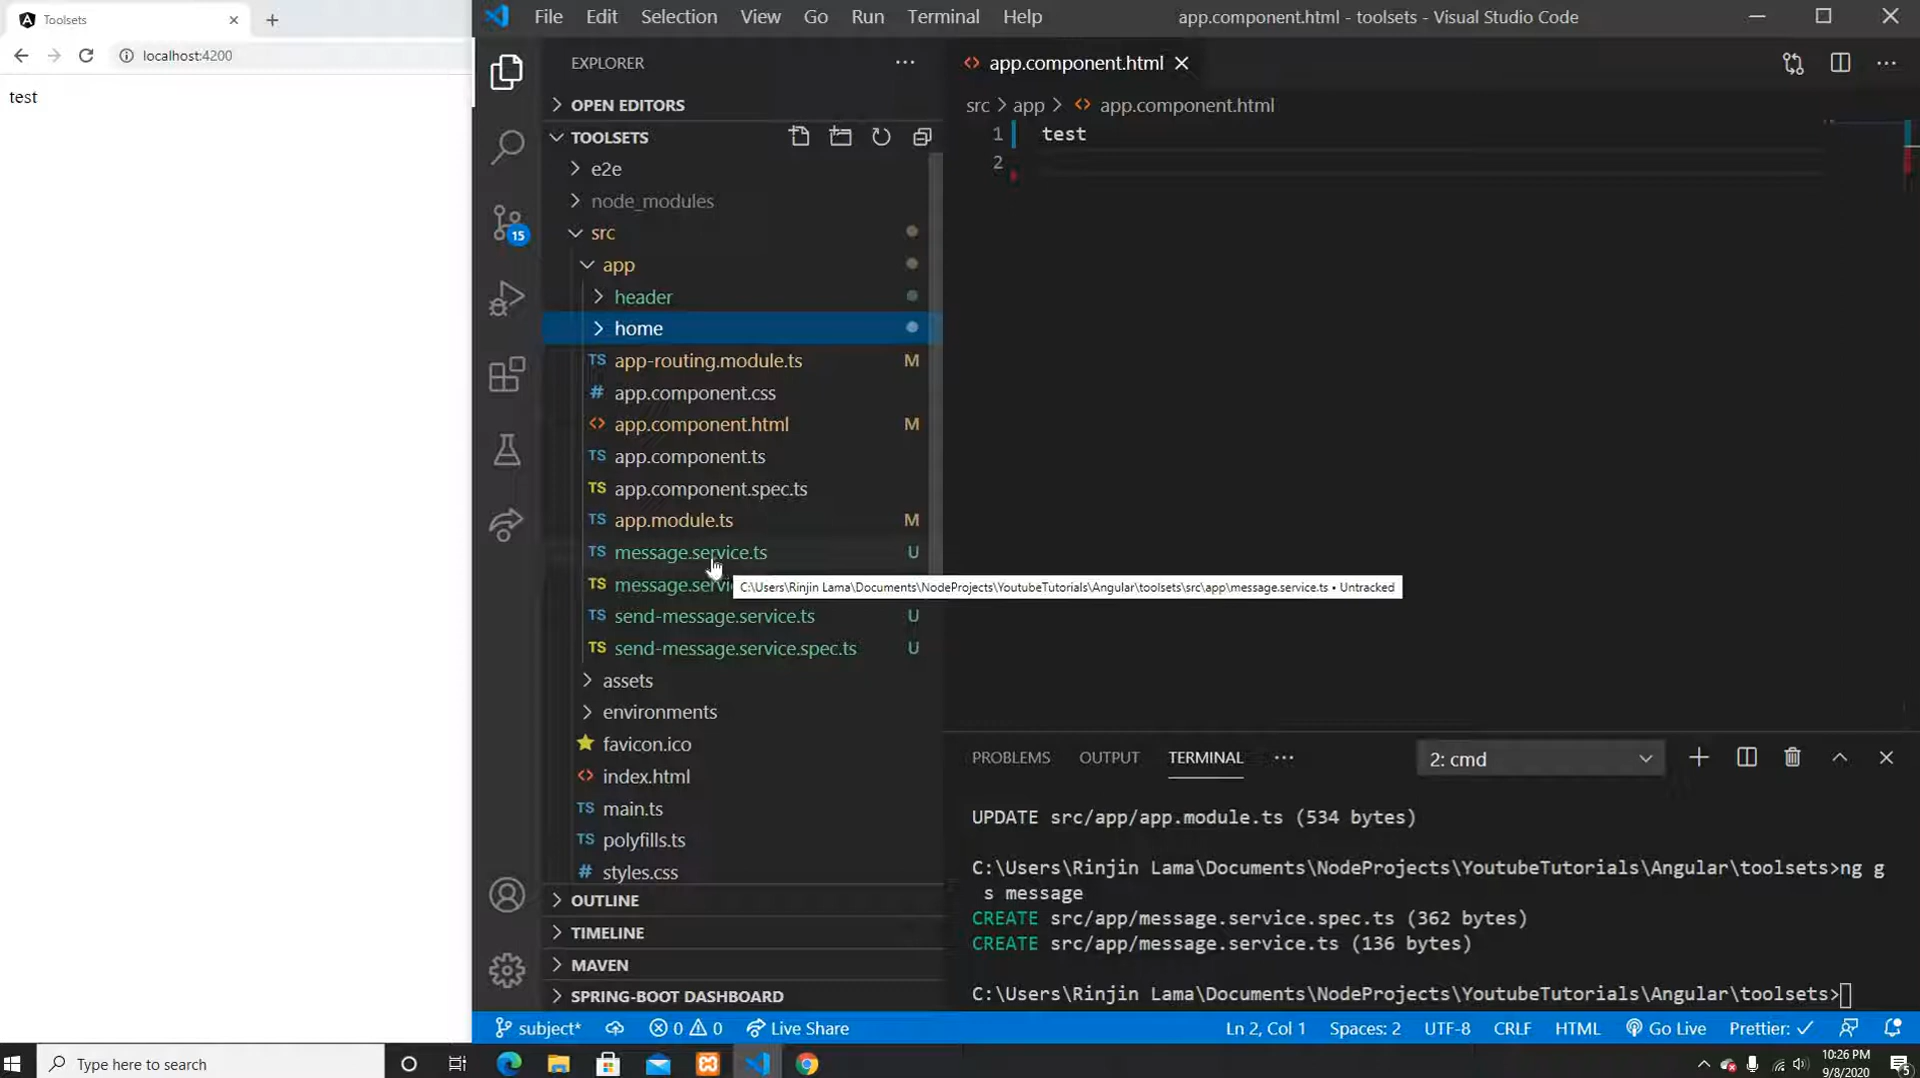 Toolsets
localhost:4200
test
File Edit Selection View Go Run Terminal Help
app.component.html - toolsets - Visual Studio Code
EXPLORER
OPEN EDITORS
TOOLSETS
e2e
node_modules
src
app
header
home
app-routing.module.ts M
app.component.css
app.component.html M
app.component.ts
app.component.spec.ts
app.module.ts M
message.service.ts U
C:\Users\Rinjin Lama\Documents\NodeProjects\YoutubeTutorials\Angular\toolsets\src\app\message.service.ts • Untracked
send-message.service.ts U
send-message.service.spec.ts U
assets
environments
favicon.ico
index.html
main.ts
polyfills.ts
styles.css
OUTLINE
TIMELINE
MAVEN
SPRING-BOOT DASHBOARD
15
app.component.html
src > app > app.component.html
1 test
2
PROBLEMS OUTPUT TERMINAL
2: cmd
UPDATE src/app/app.module.ts (534 bytes)
C:\Users\Rinjin Lama\Documents\NodeProjects\YoutubeTutorials\Angular\toolsets>ng g
s message
CREATE src/app/message.service.spec.ts (362 bytes)
CREATE src/app/message.service.ts (136 bytes)
C:\Users\Rinjin Lama\Documents\NodeProjects\YoutubeTutorials\Angular\toolsets>
subject* 0 0 Live Share
Ln 2, Col 1 Spaces: 2 UTF-8 CRLF HTML Go Live Prettier: ✓
Type here to search
10:26 PM
9/8/2020
5